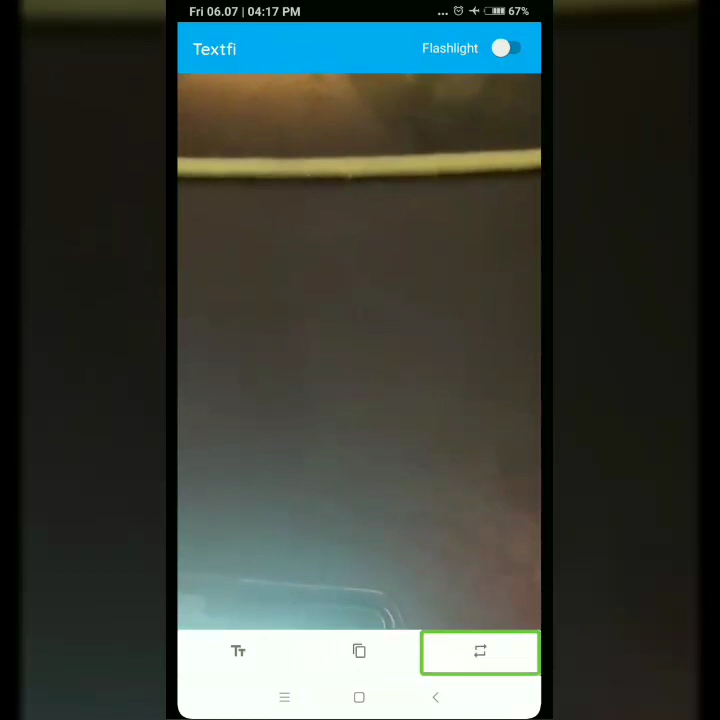 Fri 06.07 | 04:17 PM
... 67%
Textfi
Flashlight
Tт